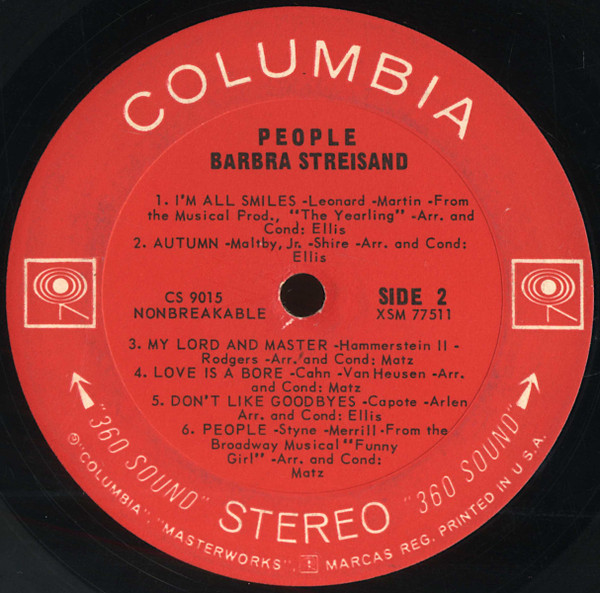 COLUMBIA
PEOPLE
BARBRA STREISAND
1. I'M ALL SMILES -Leonard -Martin -From
the Musical Prod., "The Yearling" -Arr. and
Cond: Ellis
2. AUTUMN -Maltby, Jr. -Shire -Arr. and Cond:
Ellis
CS 9015
NONBREAKABLE
SIDE 2
XSM 77511
3. MY LORD AND MASTER -Hammerstein II -
Rodgers -Arr. and Cond: Matz
4. LOVE IS A BORE -Cahn -Van Heusen -Arr.
and Cond: Matz
5. DON'T LIKE GOODBYES -Capote -Arlen
Arr. and Cond: Ellis
6. PEOPLE -Styne -Merrill -From the
Broadway Musical "Funny
Girl" -Arr. and Cond:
Matz
"360 SOUND" STEREO "360 SOUND"
℗"COLUMBIA", "MASTERWORKS", MARCAS REG. PRINTED IN U.S.A.